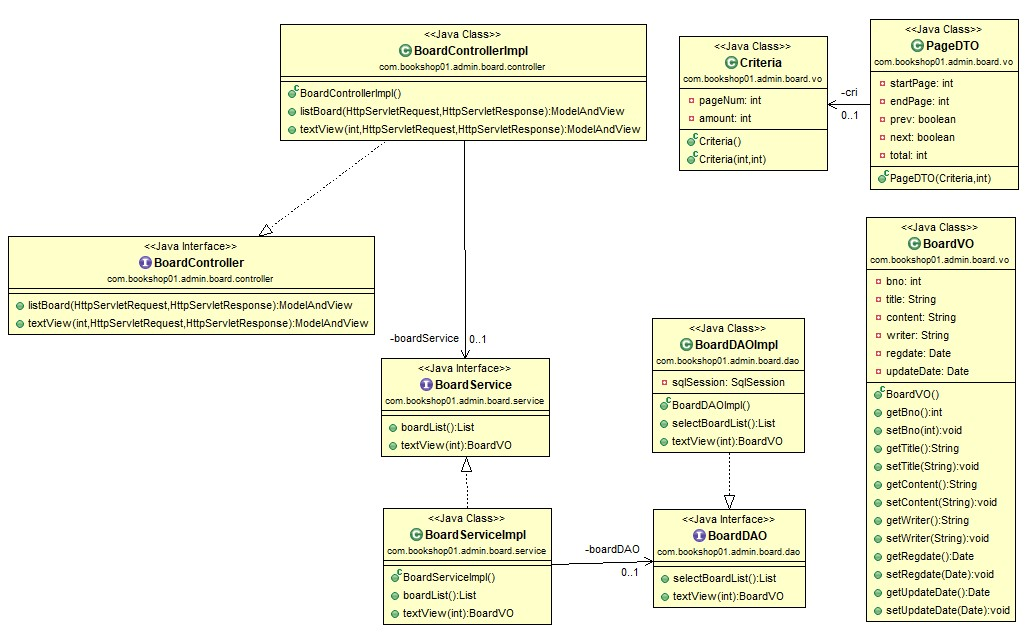 <<Java Class>>
BoardControllerImpl
com.bookshop01.admin.board.controller
BoardControllerImpl()
listBoard(HttpServletRequest,HttpServletResponse):ModelAndView
textView(int,HttpServletRequest,HttpServletResponse):ModelAndView
<<Java Class>>
Criteria
com.bookshop01.admin.board.vo
pageNum: int
amount: int
Criteria()
Criteria(int,int)
-cri
0..1
<<Java Class>>
PageDTO
com.bookshop01.admin.board.vo
startPage: int
endPage: int
prev: boolean
next: boolean
total: int
PageDTO(Criteria,int)
<<Java Interface>>
BoardController
com.bookshop01.admin.board.controller
listBoard(HttpServletRequest,HttpServletResponse):ModelAndView
textView(int,HttpServletRequest,HttpServletResponse):ModelAndView
-boardService
0..1
<<Java Interface>>
BoardService
com.bookshop01.admin.board.service
boardList():List
textView(int):BoardVO
<<Java Class>>
BoardDAOImpl
com.bookshop01.admin.board.dao
sqlSession: SqlSession
BoardDAOImpl()
selectBoardList():List
textView(int):BoardVO
<<Java Class>>
BoardVO
com.bookshop01.admin.board.vo
bno: int
title: String
content: String
writer: String
regdate: Date
updateDate: Date
BoardVO()
getBno():int
setBno(int):void
getTitle():String
setTitle(String):void
getContent():String
setContent(String):void
getWriter():String
setWriter(String):void
getRegdate():Date
setRegdate(Date):void
getUpdateDate():Date
setUpdateDate(Date):void
<<Java Class>>
BoardServiceImpl
com.bookshop01.admin.board.service
BoardServiceImpl()
boardList():List
textView(int):BoardVO
-boardDAO
0..1
<<Java Interface>>
BoardDAO
com.bookshop01.admin.board.dao
selectBoardList():List
textView(int):BoardVO